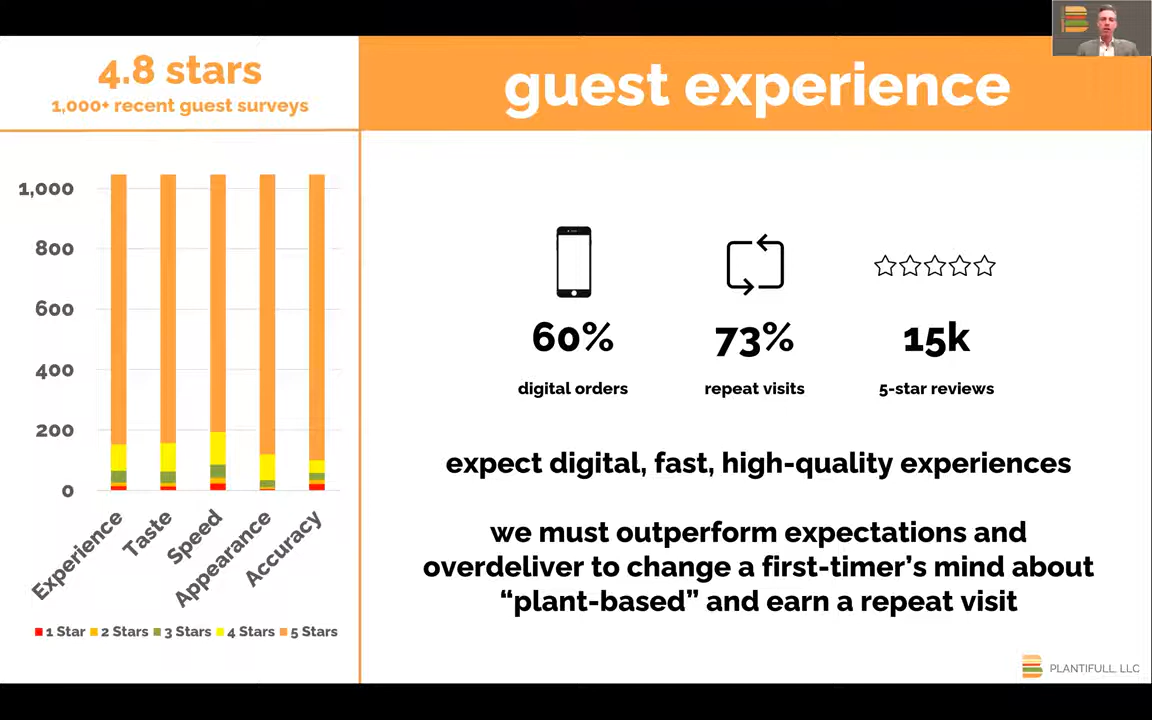 4.8 stars
1,000+ recent guest surveys
guest experience
1,000
800
600
400
200
0
Experience
Taste
Speed
Appearance
Accuracy
1 Star 2 Stars 3 Stars 4 Stars 5 Stars
60% 73% 15k
digital orders repeat visits 5-star reviews
expect digital, fast, high-quality experiences
we must outperform expectations and
overdeliver to change a first-timer’s mind about
“plant-based” and earn a repeat visit
PLANTIFULL, LLC